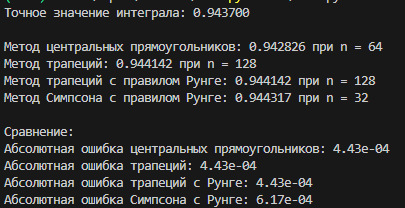 Точное значение интеграла: 0.943700
Метод центральных прямоугольников: 0.942826 при n = 64
Метод трапеций: 0.944142 при n = 128
Метод трапеций с правилом Рунге: 0.944142 при n = 128
Метод Симпсона с правилом Рунге: 0.944317 при n = 32
Сравнение:
Абсолютная ошибка центральных прямоугольников: 4.43e-04
Абсолютная ошибка трапеций: 4.43e-04
Абсолютная ошибка трапеций с Рунге: 4.43e-04
Абсолютная ошибка Симпсона с Рунге: 6.17e-04